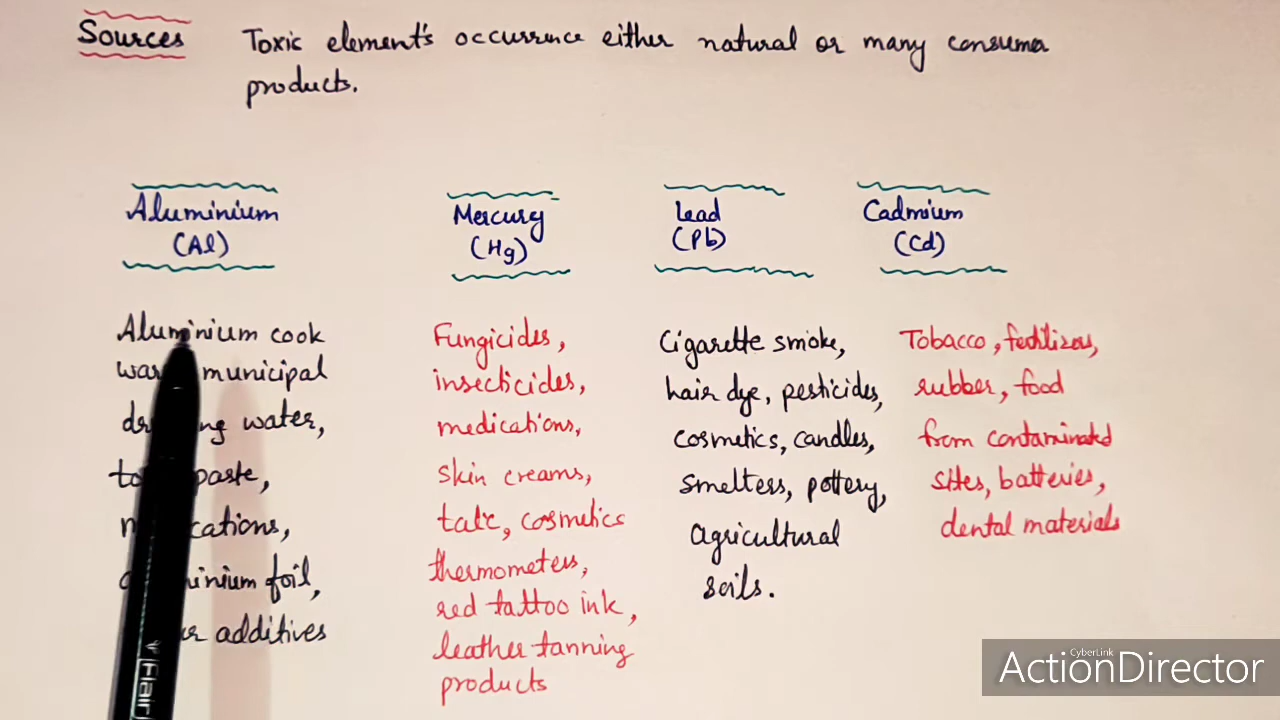 Sources Toxic element's occurrence either natural or many consumer
products.
Aluminium
(Al)
Aluminium cook
municipal
water,
paste,
foil,
additives
Mercury
(Hg)
Fungicides,
insecticides,
medications,
skin creams,
talc, cosmetics
thermometers,
red tattoo ink,
leather tanning
products
Lead
(Pb)
Cigarette smoke,
hair dye, pesticides,
cosmetics, candles,
smelters, pottery,
agricultural
soils.
Cadmium
(Cd)
Tobacco, fertilizers,
rubber, food
from contaminated
sites, batteries,
dental materials
Flair
CyberLink
ActionDirector